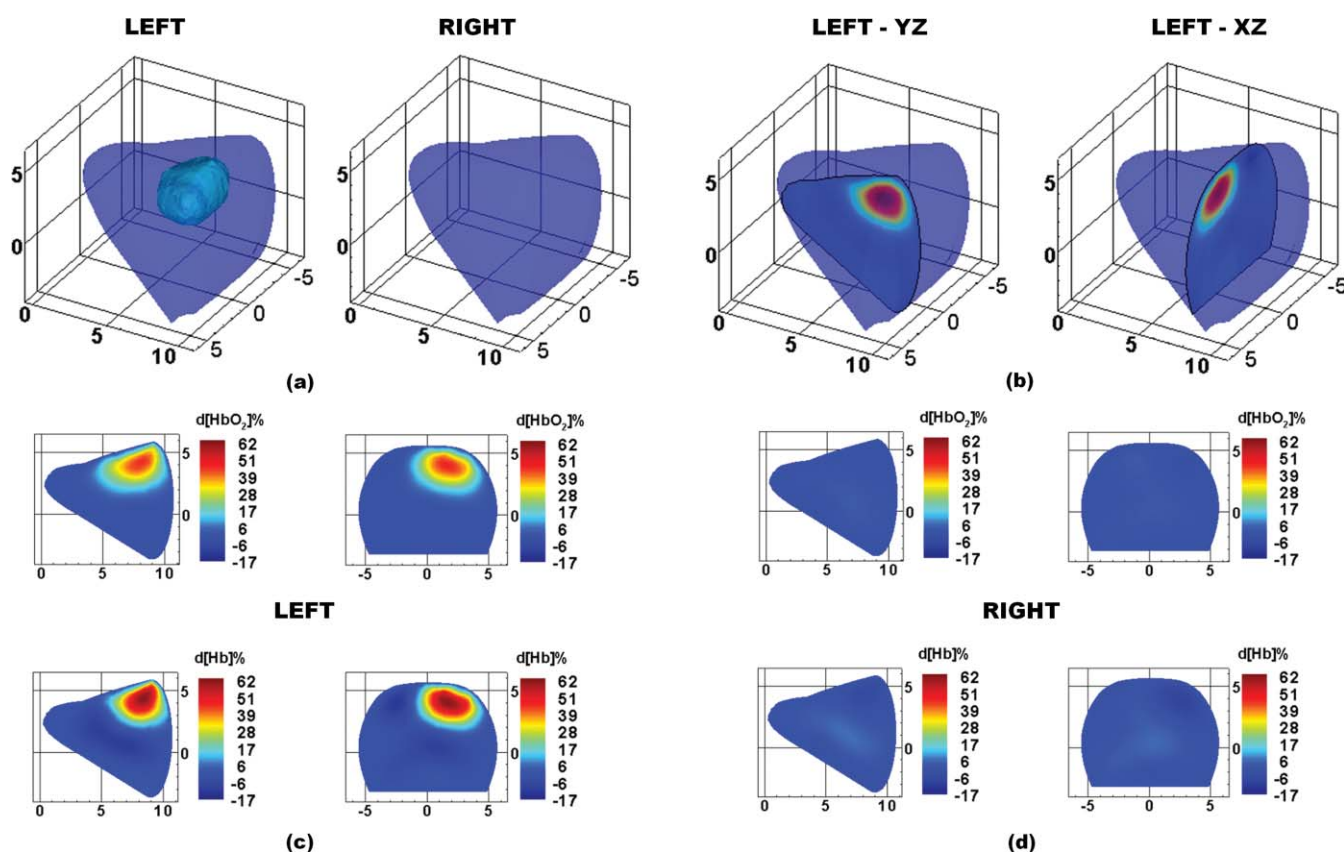 LEFT RIGHT LEFT - YZ LEFT - XZ
5 5 5 5
0 0 0 0
-5 -5 -5 -5
0 0 0 0
0 5 10 5 0 5 10 5 0 5 10 5 0 5 10 5
(a) (b)
d[HbO₂]% d[HbO₂]% d[HbO₂]% d[HbO₂]%
5 62 5 62 5 62 5 62
51 51 51 51
39 39 39 39
28 28 28 28
17 17 17 17
0 6 0 6 0 6 0 6
-6 -6 -6 -6
-17 -17 -17 -17
0 5 10 -5 0 5 0 5 10 -5 0 5
LEFT RIGHT
d[Hb]% d[Hb]% d[Hb]% d[Hb]%
5 62 5 62 5 62 5 62
51 51 51 51
39 39 39 39
28 28 28 28
17 17 17 17
0 6 0 6 0 6 0 6
-6 -6 -6 -6
-17 -17 -17 -17
0 5 10 -5 0 5 0 5 10 -5 0 5
(c) (d)